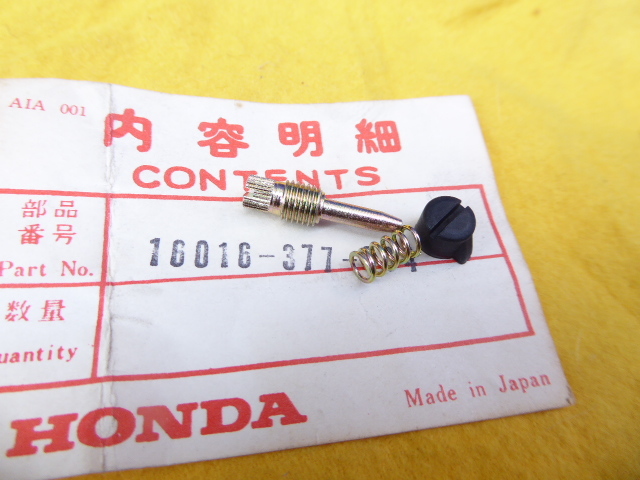 AIA 001
内容明細
CONTENTS
部品
番号
Part No.
16016-377-
数量
Quantity
HONDA
Made in Japan